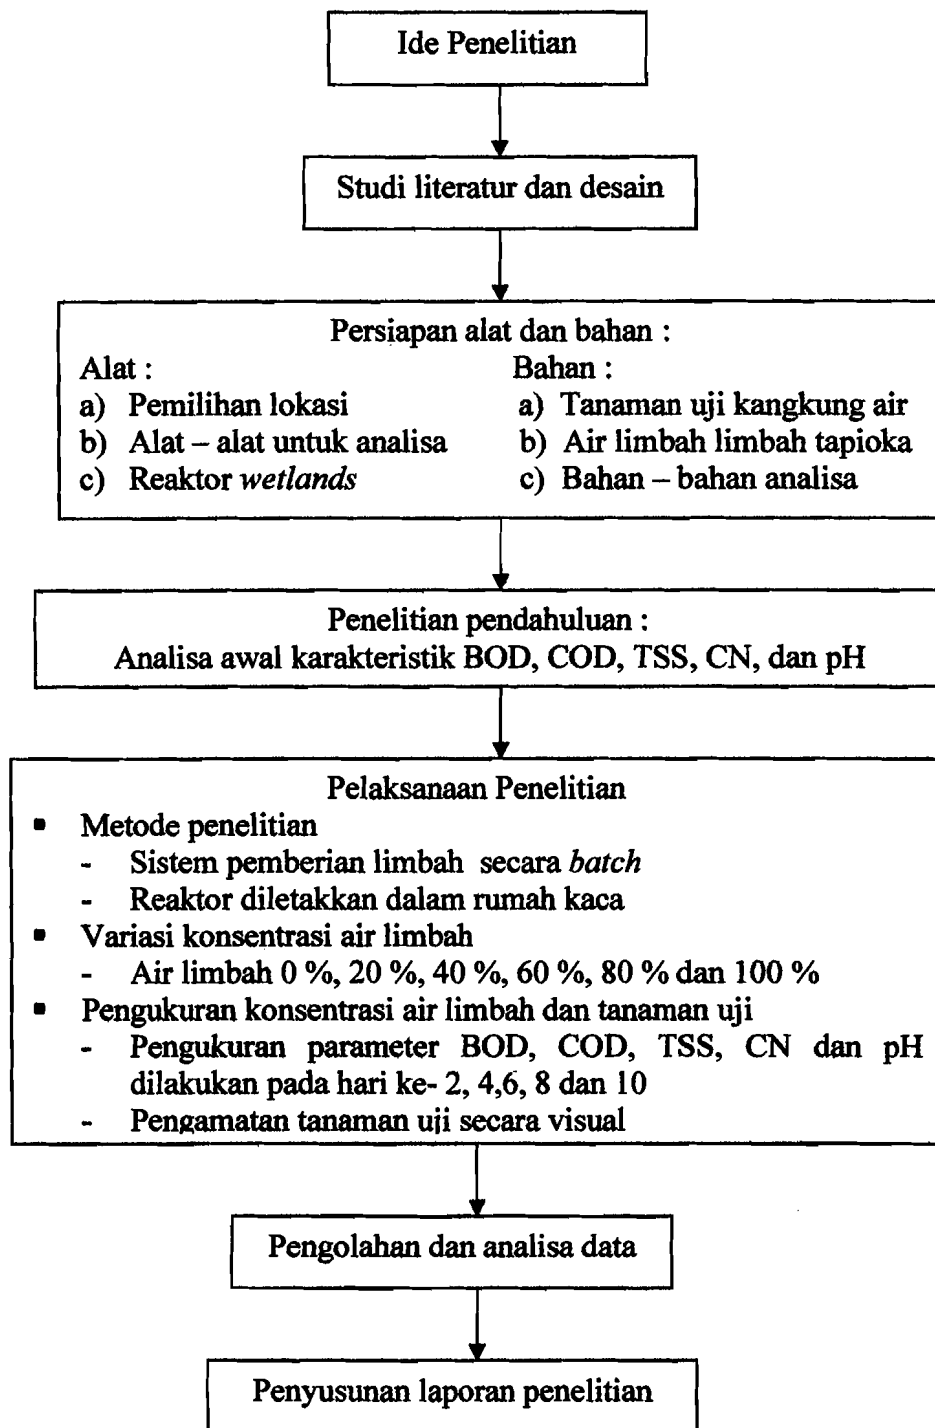 Ide Penelitian
Studi literatur dan desain
Persiapan alat dan bahan :
Alat :
a) Pemilihan lokasi
b) Alat – alat untuk analisa
c) Reaktor wetlands
Bahan :
a) Tanaman uji kangkung air
b) Air limbah limbah tapioka
c) Bahan – bahan analisa
Penelitian pendahuluan :
Analisa awal karakteristik BOD, COD, TSS, CN, dan pH
Pelaksanaan Penelitian
▪ Metode penelitian
- Sistem pemberian limbah secara batch
- Reaktor diletakkan dalam rumah kaca
▪ Variasi konsentrasi air limbah
- Air limbah 0 %, 20 %, 40 %, 60 %, 80 % dan 100 %
▪ Pengukuran konsentrasi air limbah dan tanaman uji
- Pengukuran parameter BOD, COD, TSS, CN dan pH
dilakukan pada hari ke- 2, 4,6, 8 dan 10
- Pengamatan tanaman uji secara visual
Pengolahan dan analisa data
Penyusunan laporan penelitian